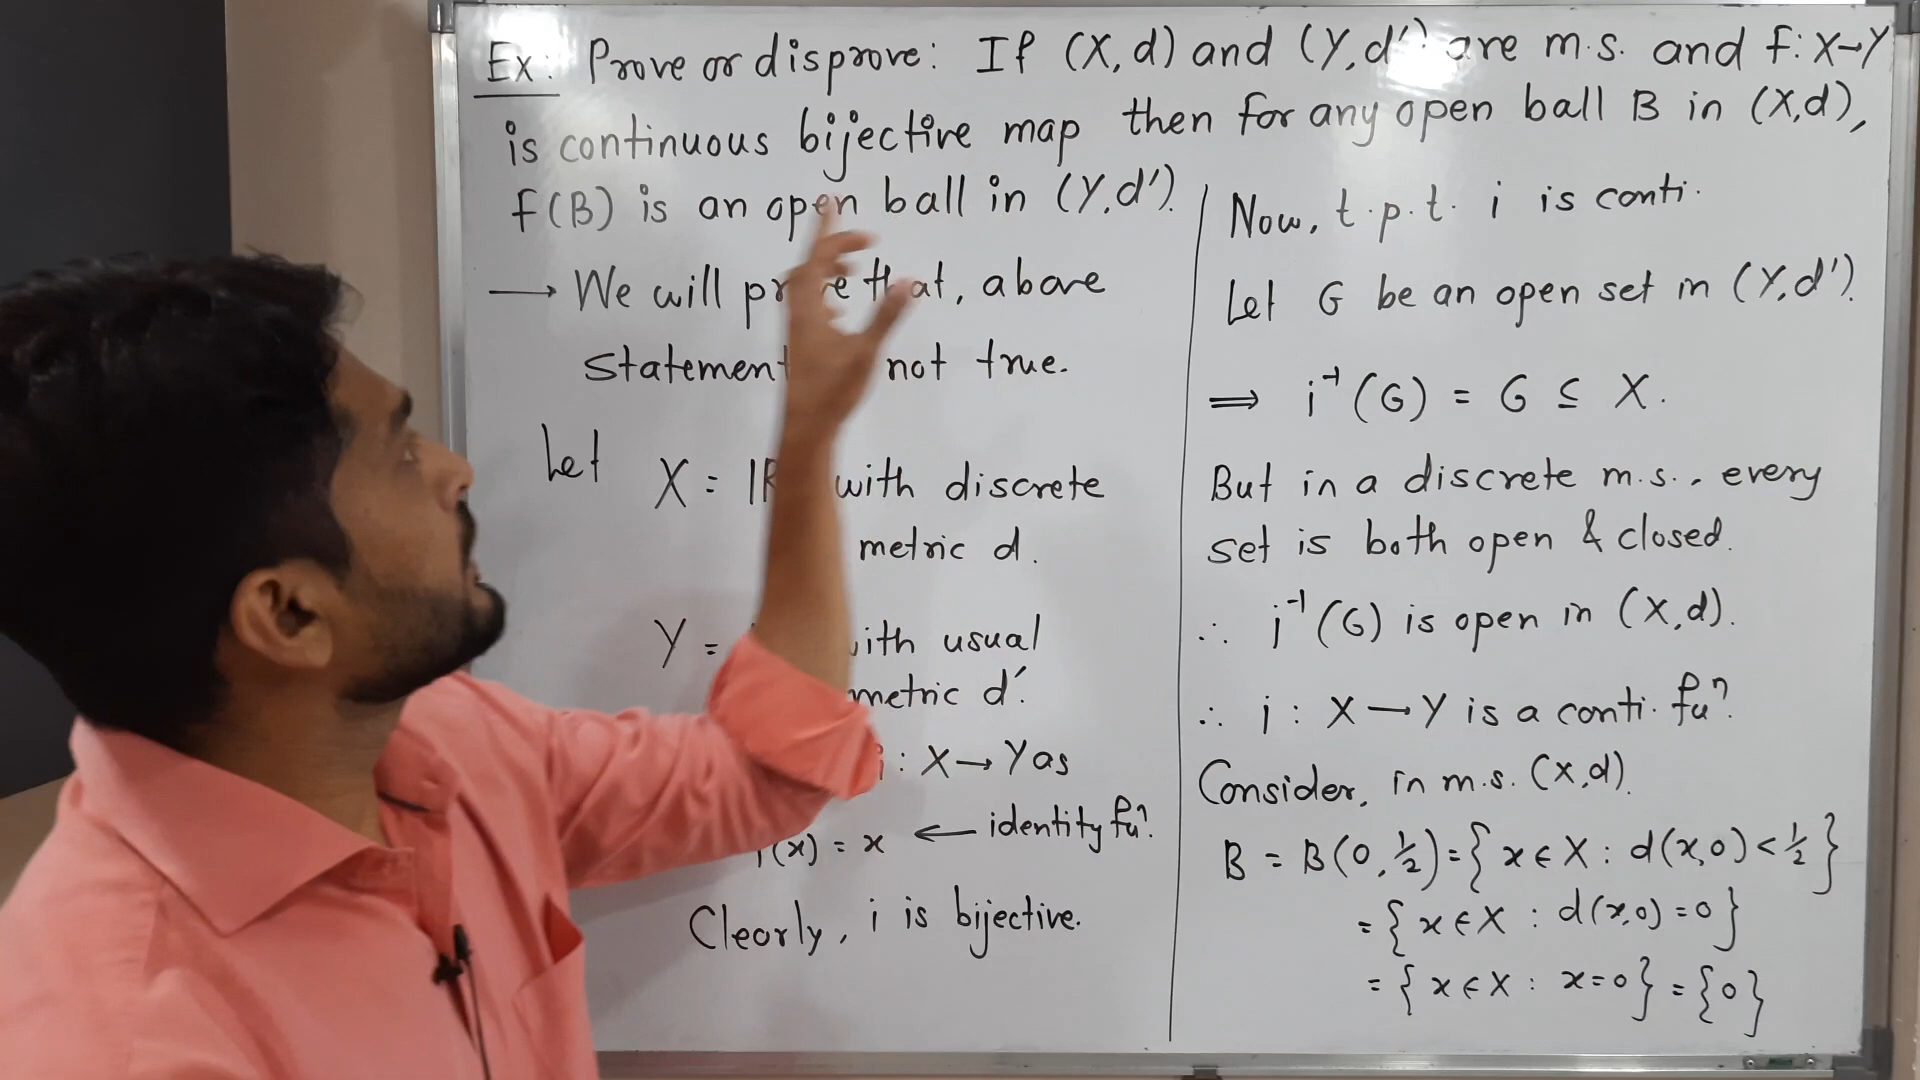 Ex: Prove or disprove: If (X, d) and (Y, d') are m.s. and f: X→Y
is continuous bijective map then for any open ball B in (X,d),
f(B) is an open ball in (Y,d').
→ We will that, above
statement not true.
Let X = with discrete
metric d.
Y = with usual
metric d'.
i : X → Y as
i(x) = x ← identity fuⁿ.
Clearly, i is bijective.
Now, t.p.t. i is conti.
Let G be an open set in (Y,d').
⇒ i⁻¹(G) = G ⊆ X.
But in a discrete m.s., every
set is both open & closed.
∴ i⁻¹(G) is open in (X,d).
∴ i : X → Y is a conti. fuⁿ.
Consider, in m.s. (X,d).
B = B(0, ½) = { x ∈ X : d(x,0) < ½ }
= { x ∈ X : d(x,0) = 0 }
= { x ∈ X : x = 0 } = {0}